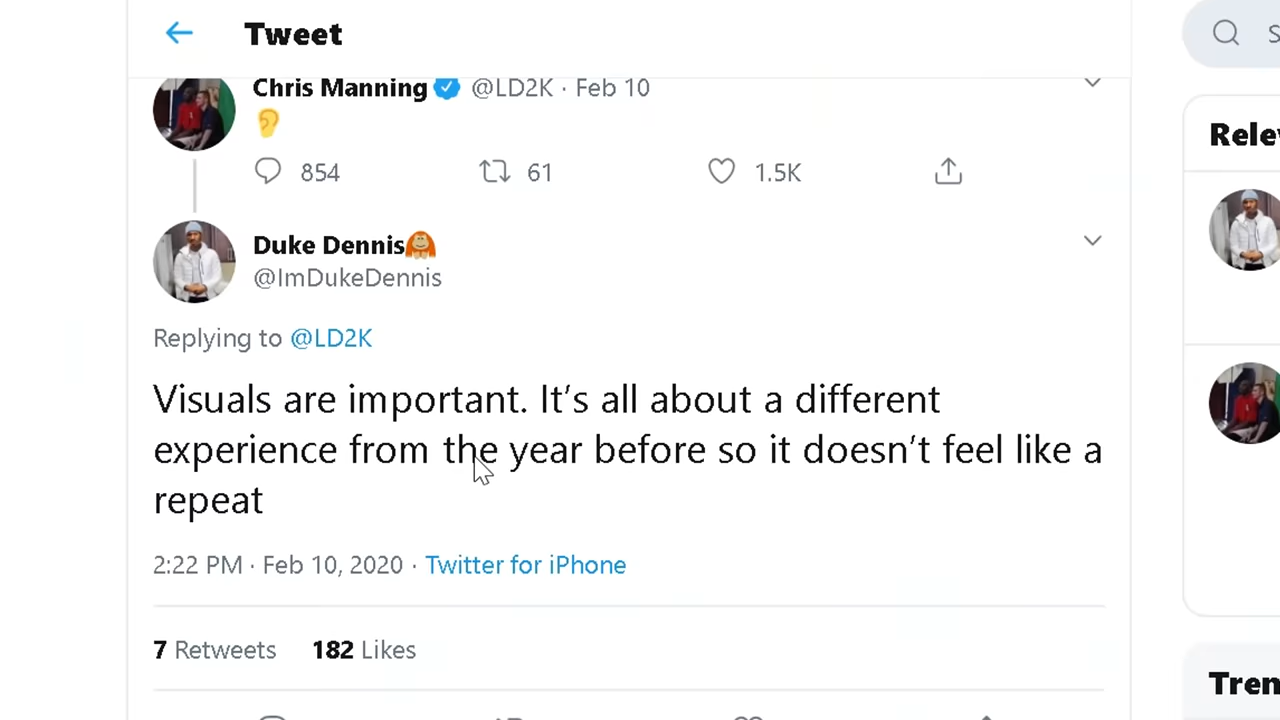 Tweet
Chris Manning @LD2K · Feb 10
854 61 1.5K
Duke Dennis
@ImDukeDennis
Replying to @LD2K
Visuals are important. It’s all about a different
experience from the year before so it doesn’t feel like a
repeat
2:22 PM · Feb 10, 2020 · Twitter for iPhone
7 Retweets 182 Likes